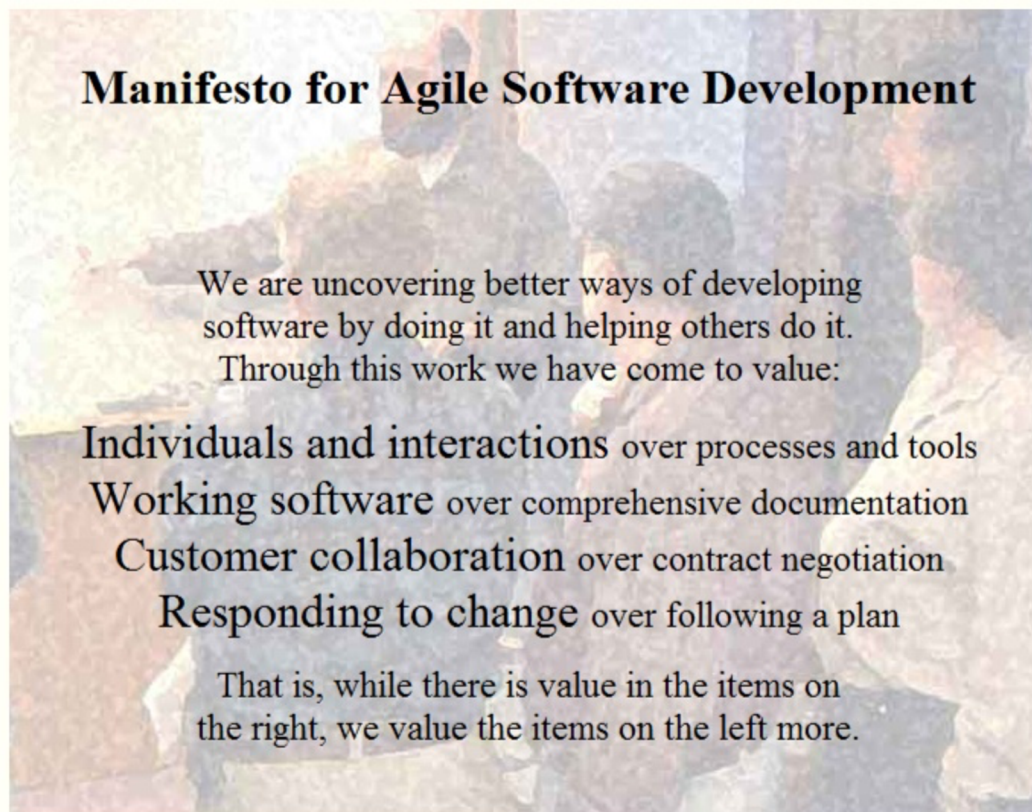 Manifesto for Agile Software Development
We are uncovering better ways of developing
software by doing it and helping others do it.
Through this work we have come to value:
Individuals and interactions over processes and tools
Working software over comprehensive documentation
Customer collaboration over contract negotiation
Responding to change over following a plan
That is, while there is value in the items on
the right, we value the items on the left more.